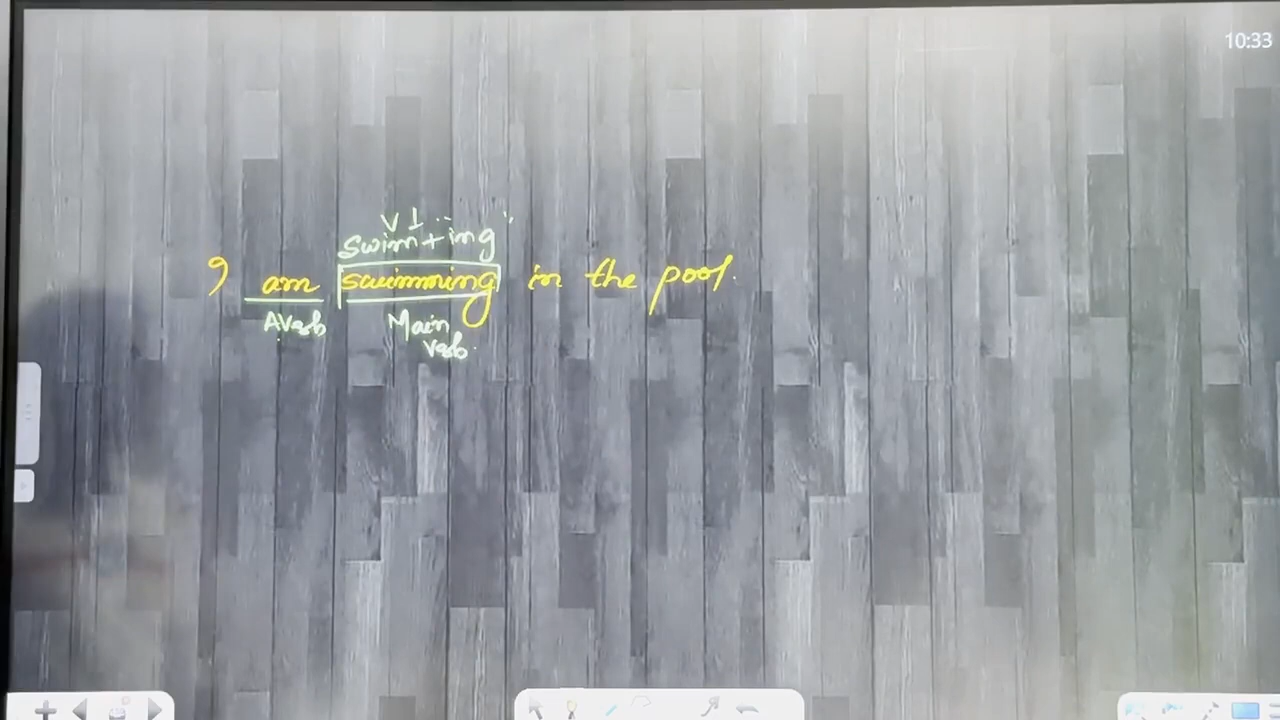 10:33
V1
swim+ing
I am swimming in the pool.
AVerb Main
Verb.